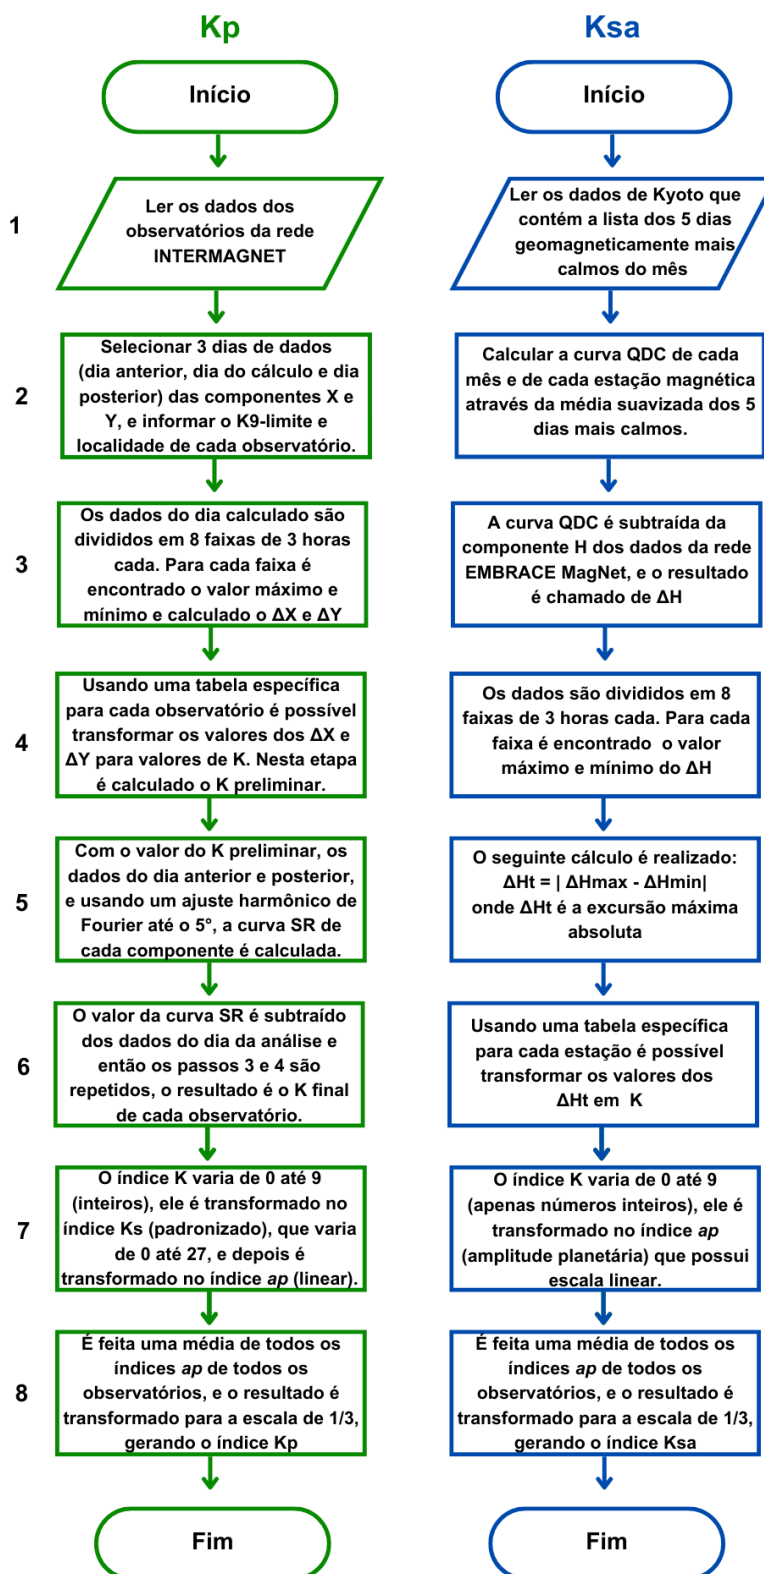 Kp
Início
1
Ler os dados dos
observatórios da rede
INTERMAGNET
2
Selecionar 3 dias de dados
(dia anterior, dia do cálculo e dia
posterior) das componentes X e
Y, e informar o K9-limite e
localidade de cada observatório.
3
Os dados do dia calculado são
divididos em 8 faixas de 3 horas
cada. Para cada faixa é
encontrado o valor máximo e
mínimo e calculado o ΔX e ΔY
4
Usando uma tabela específica
para cada observatório é possível
transformar os valores dos ΔX e
ΔY para valores de K. Nesta etapa
é calculado o K preliminar.
5
Com o valor do K preliminar, os
dados do dia anterior e posterior,
e usando um ajuste harmônico de
Fourier até o 5°, a curva SR de
cada componente é calculada.
6
O valor da curva SR é subtraído
dos dados do dia da análise e
então os passos 3 e 4 são
repetidos, o resultado é o K final
de cada observatório.
7
O índice K varia de 0 até 9
(inteiros), ele é transformado no
índice Ks (padronizado), que varia
de 0 até 27, e depois é
transformado no índice ap (linear).
8
É feita uma média de todos os
índices ap de todos os
observatórios, e o resultado é
transformado para a escala de 1/3,
gerando o índice Kp
Fim
Ksa
Início
Ler os dados de Kyoto que
contém a lista dos 5 dias
geomagneticamente mais
calmos do mês
Calcular a curva QDC de cada
mês e de cada estação magnética
através da média suavizada dos 5
dias mais calmos.
A curva QDC é subtraída da
componente H dos dados da rede
EMBRACE MagNet, e o resultado
é chamado de ΔH
Os dados são divididos em 8
faixas de 3 horas cada. Para cada
faixa é encontrado o valor
máximo e mínimo do ΔH
O seguinte cálculo é realizado:
ΔHt = | ΔHmax - ΔHmin|
onde ΔHt é a excursão máxima
absoluta
Usando uma tabela específica
para cada estação é possível
transformar os valores dos
ΔHt em K
O índice K varia de 0 até 9
(apenas números inteiros), ele é
transformado no índice ap
(amplitude planetária) que possui
escala linear.
É feita uma média de todos os
índices ap de todos os
observatórios, e o resultado é
transformado para a escala de 1/3,
gerando o índice Ksa
Fim